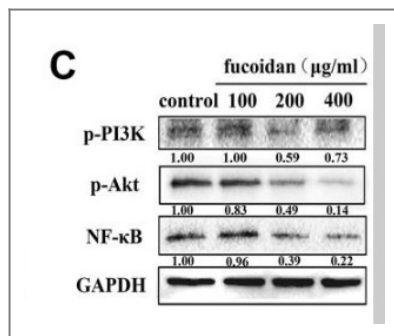 C
fucoidan（μg/ml）
control 100 200 400
p-PI3K
1.00 1.00 0.59 0.73
p-Akt
1.00 0.83 0.49 0.14
NF-κB
1.00 0.96 0.39 0.22
GAPDH